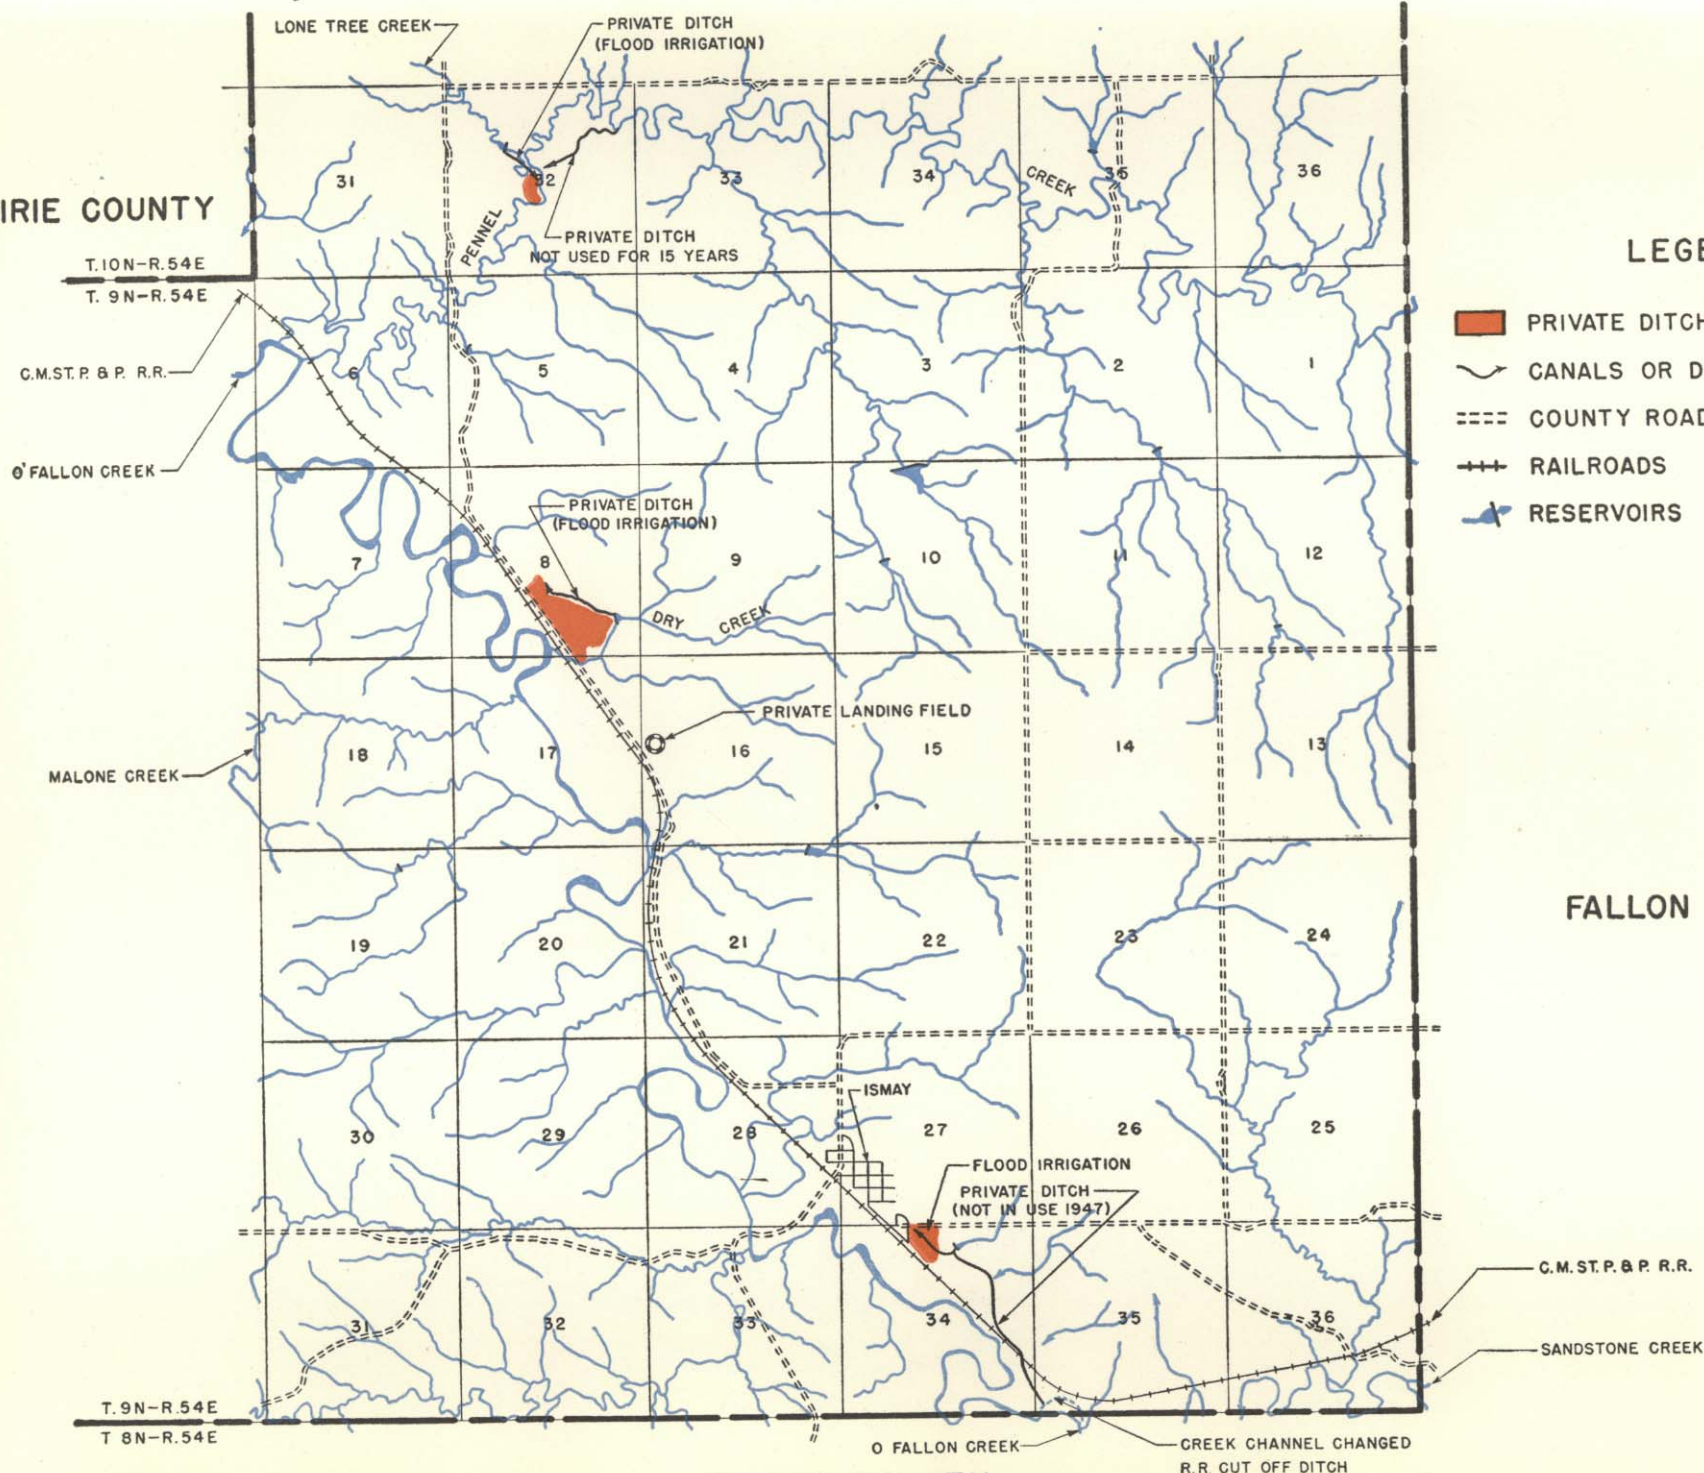 LONE TREE CREEK
PRIVATE DITCH
(FLOOD IRRIGATION)
31
32
33
34
CREEK
35
36
IRIE COUNTY
PENNEL
PRIVATE DITCH
NOT USED FOR 15 YEARS
T.10N-R.54E
T. 9N-R.54E
LEGE
PRIVATE DITCH
CANALS OR D
COUNTY ROAD
RAILROADS
RESERVOIRS
C.M.ST.P. & P. R.R.
6
5
4
3
2
1
O'FALLON CREEK
PRIVATE DITCH
(FLOOD IRRIGATION)
7
8
9
10
11
12
DRY CREEK
PRIVATE LANDING FIELD
18
17
16
15
14
13
MALONE CREEK
FALLON
19
20
21
22
23
24
ISMAY
30
29
28
27
26
25
FLOOD IRRIGATION
PRIVATE DITCH
(NOT IN USE 1947)
C.M.ST.P. & P. R.R.
31
32
33
34
35
36
SANDSTONE CREEK
T.9N-R.54E
T 8N-R.54E
O FALLON CREEK
CREEK CHANNEL CHANGED
R.R. CUT OFF DITCH